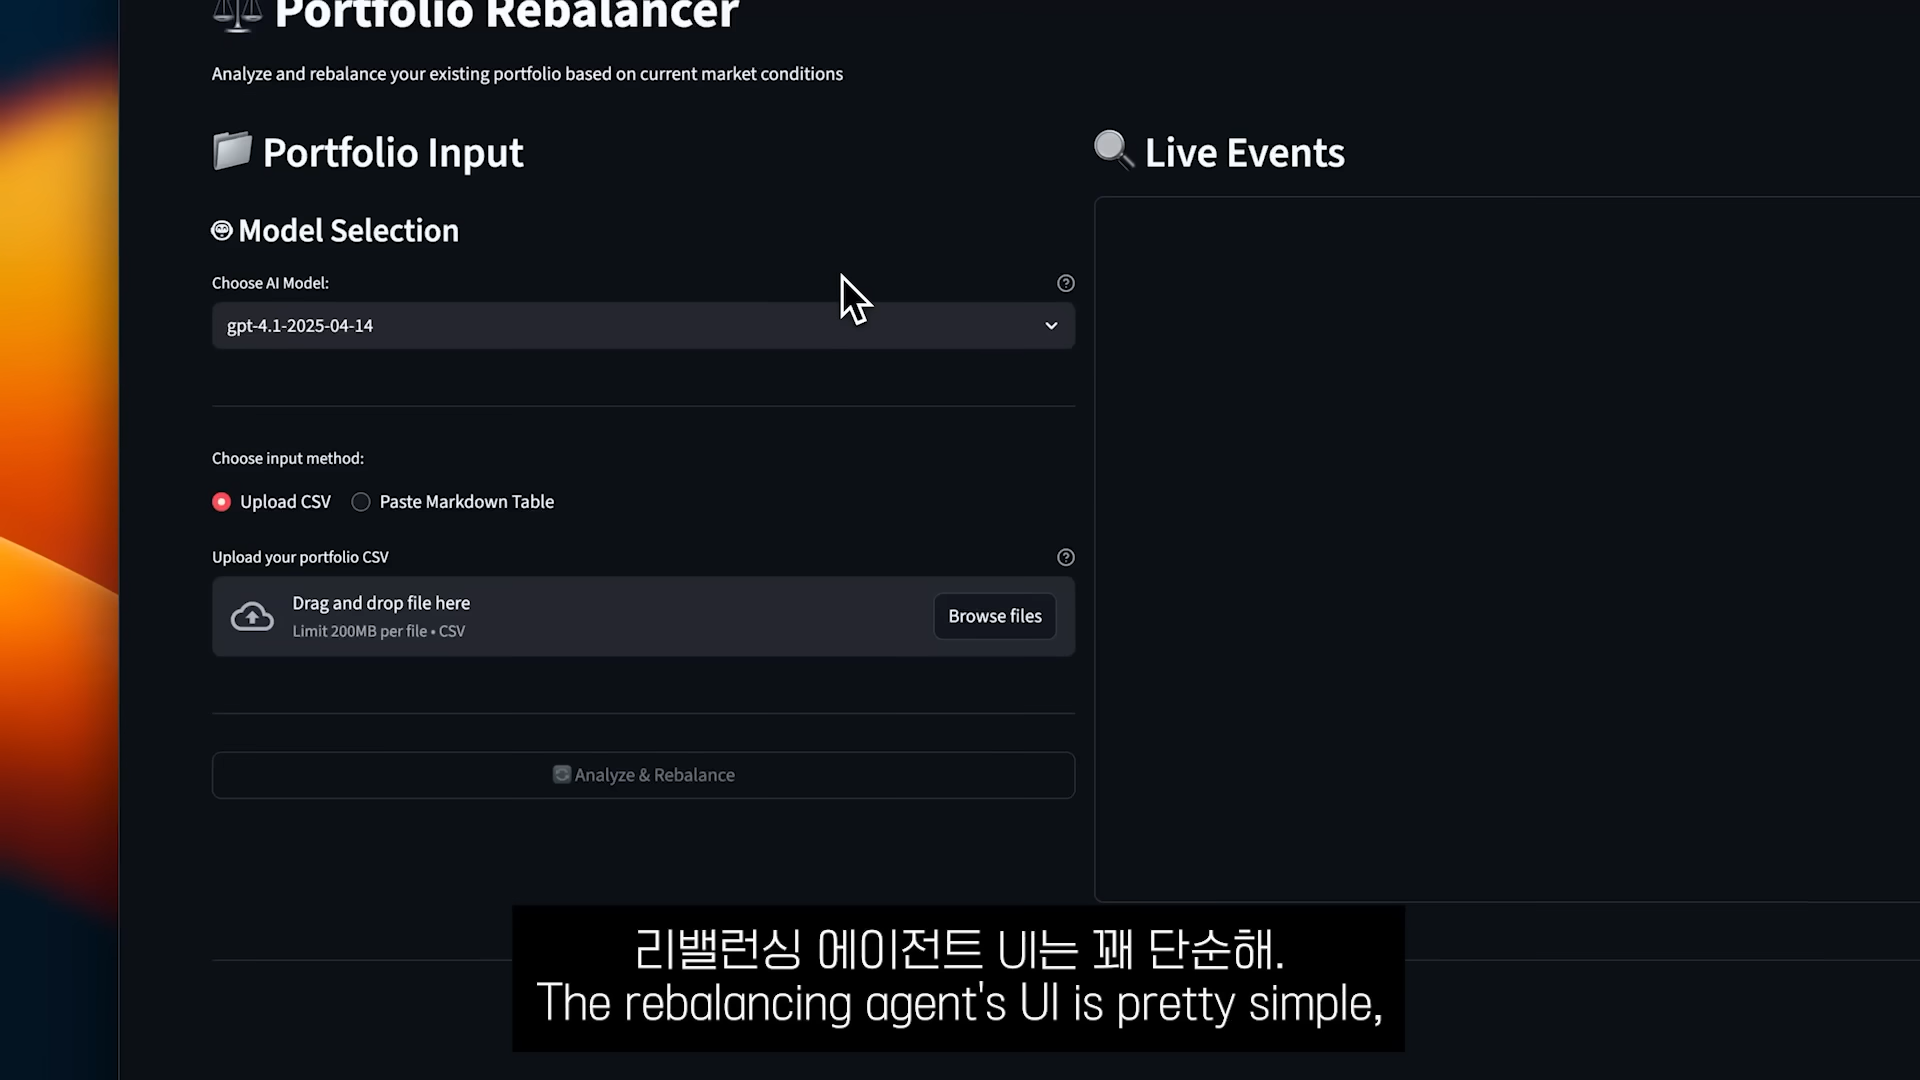 Portfolio Rebalancer
Analyze and rebalance your existing portfolio based on current market conditions
Portfolio Input
Model Selection
Choose AI Model:
gpt-4.1-2025-04-14
Choose input method:
Upload CSV
Paste Markdown Table
Upload your portfolio CSV
Drag and drop file here
Limit 200MB per file • CSV
Browse files
Analyze & Rebalance
Live Events
리밸런싱 에이전트 UI는 꽤 단순해.
The rebalancing agent's UI is pretty simple,